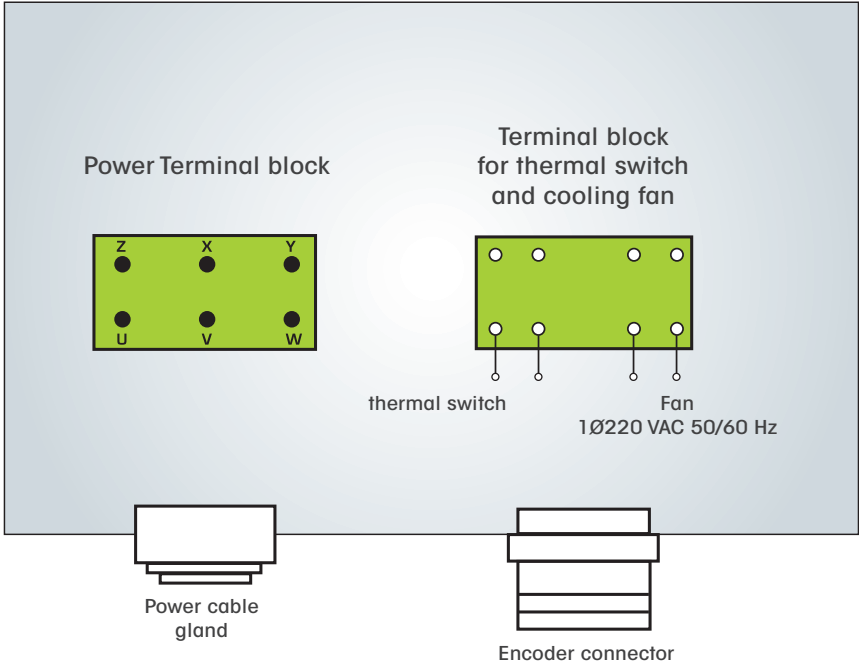 Power Terminal block
Z X Y
U V W
Terminal block
for thermal switch
and cooling fan
thermal switch
Fan
1Ø220 VAC 50/60 Hz
Power cable
gland
Encoder connector